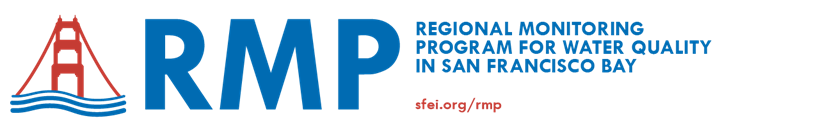 RMP
REGIONAL MONITORING
PROGRAM FOR WATER QUALITY
IN SAN FRANCISCO BAY
sfei.org/rmp